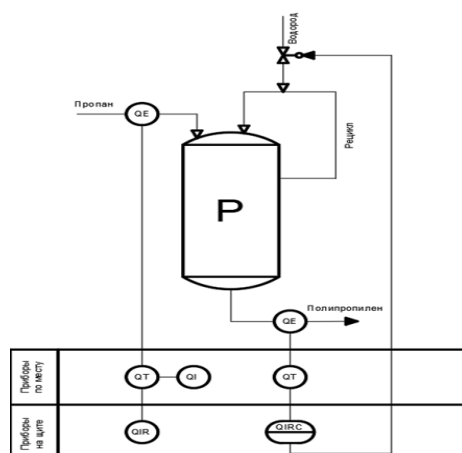 Водород
Пропан
QE
Рецикл
P
QE
Полипропилен
Приборы
по месту
QT
QI
QT
Приборы
на щите
QIR
QIRC